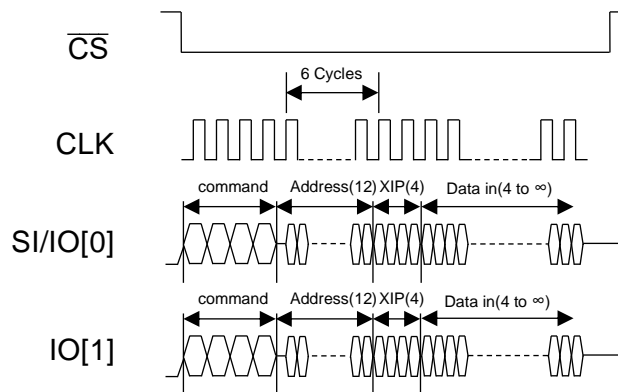 CS
6 Cycles
CLK
command Address(12) XIP(4) Data in(4 to ∞)
SI/IO[0]
command Address(12) XIP(4) Data in(4 to ∞)
IO[1]